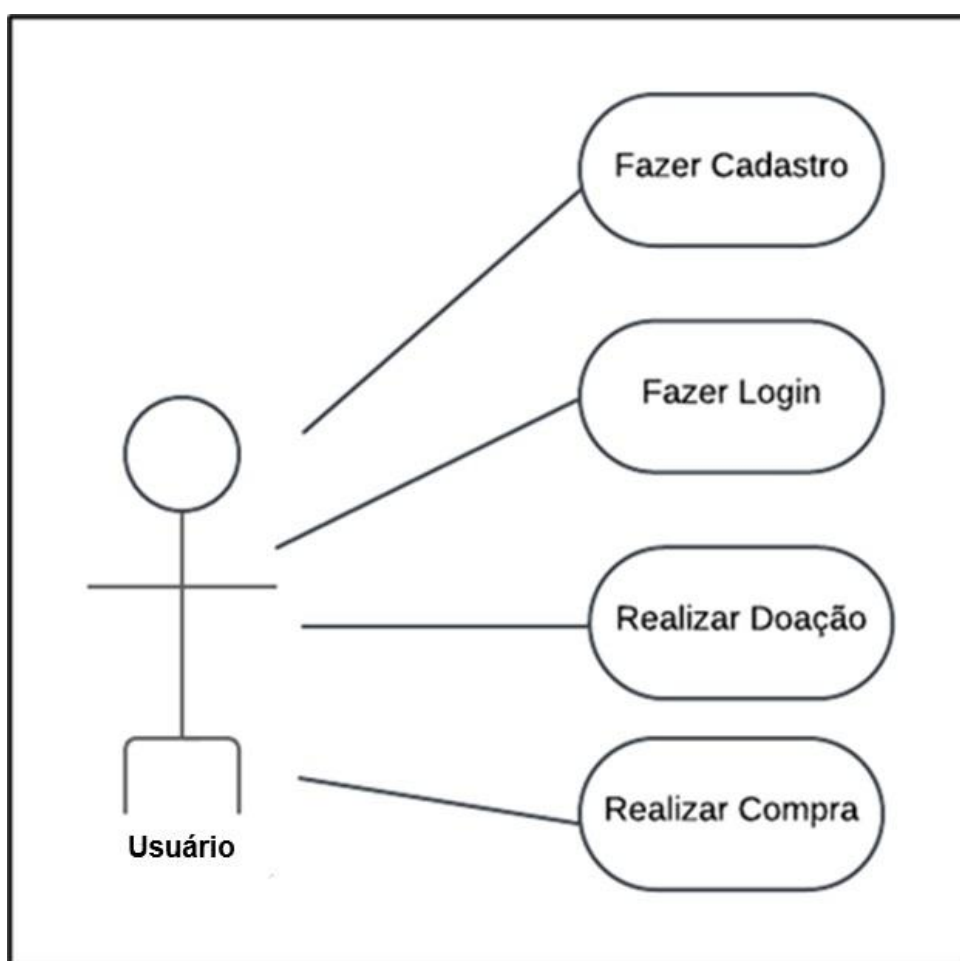 Fazer Cadastro
Fazer Login
Realizar Doação
Realizar Compra
Usuário